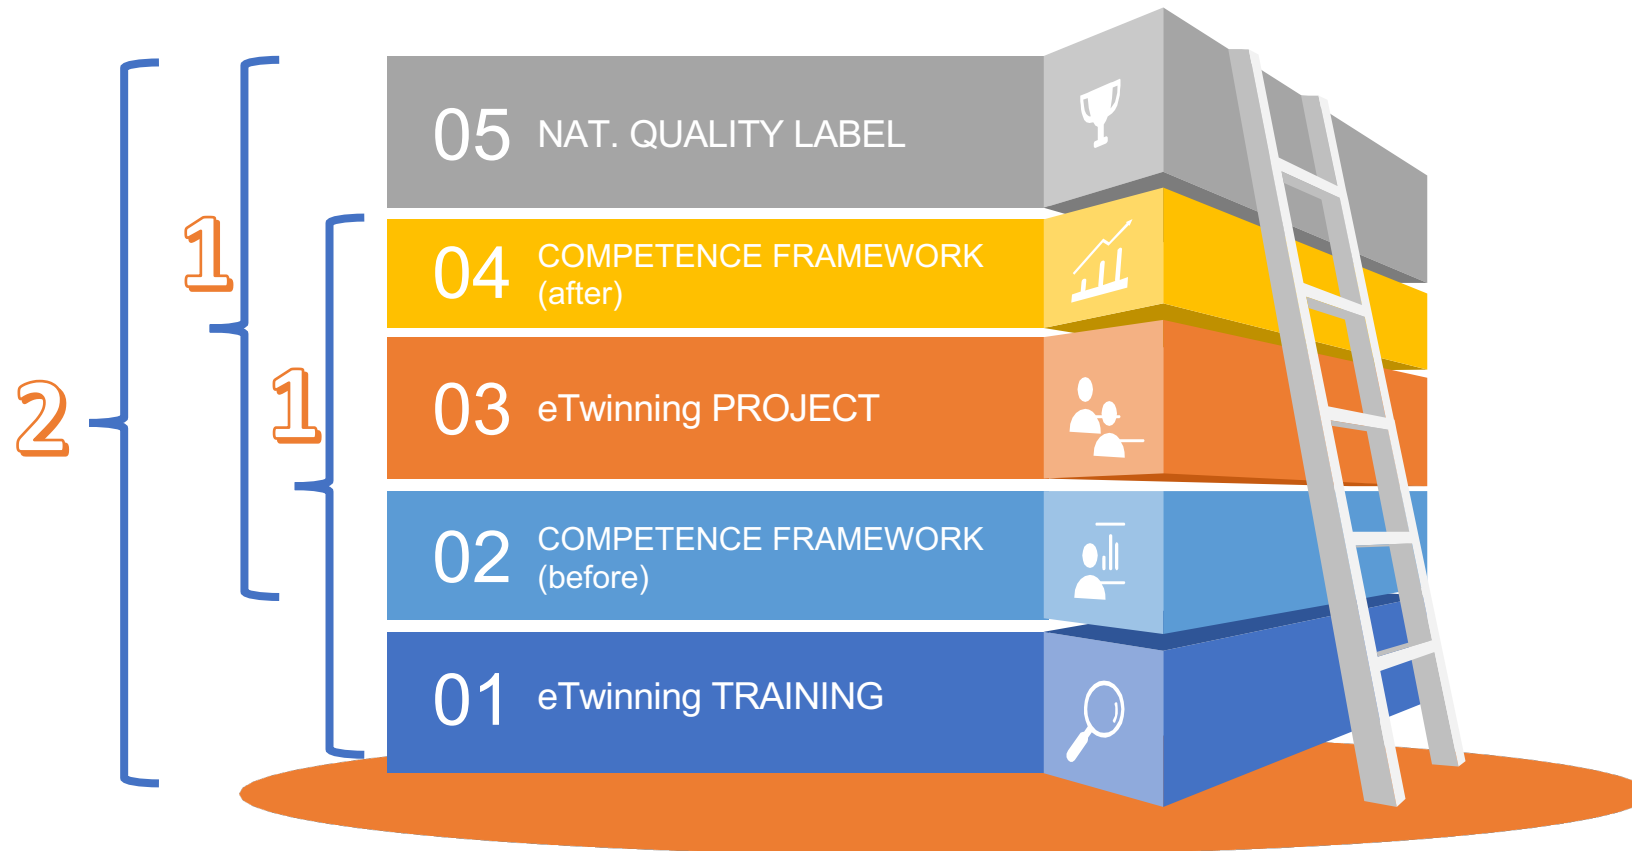 05 NAT. QUALITY LABEL
1
04 COMPETENCE FRAMEWORK
(after)
1
2
03 eTwinning PROJECT
02 COMPETENCE FRAMEWORK
(before)
01 eTwinning TRAINING